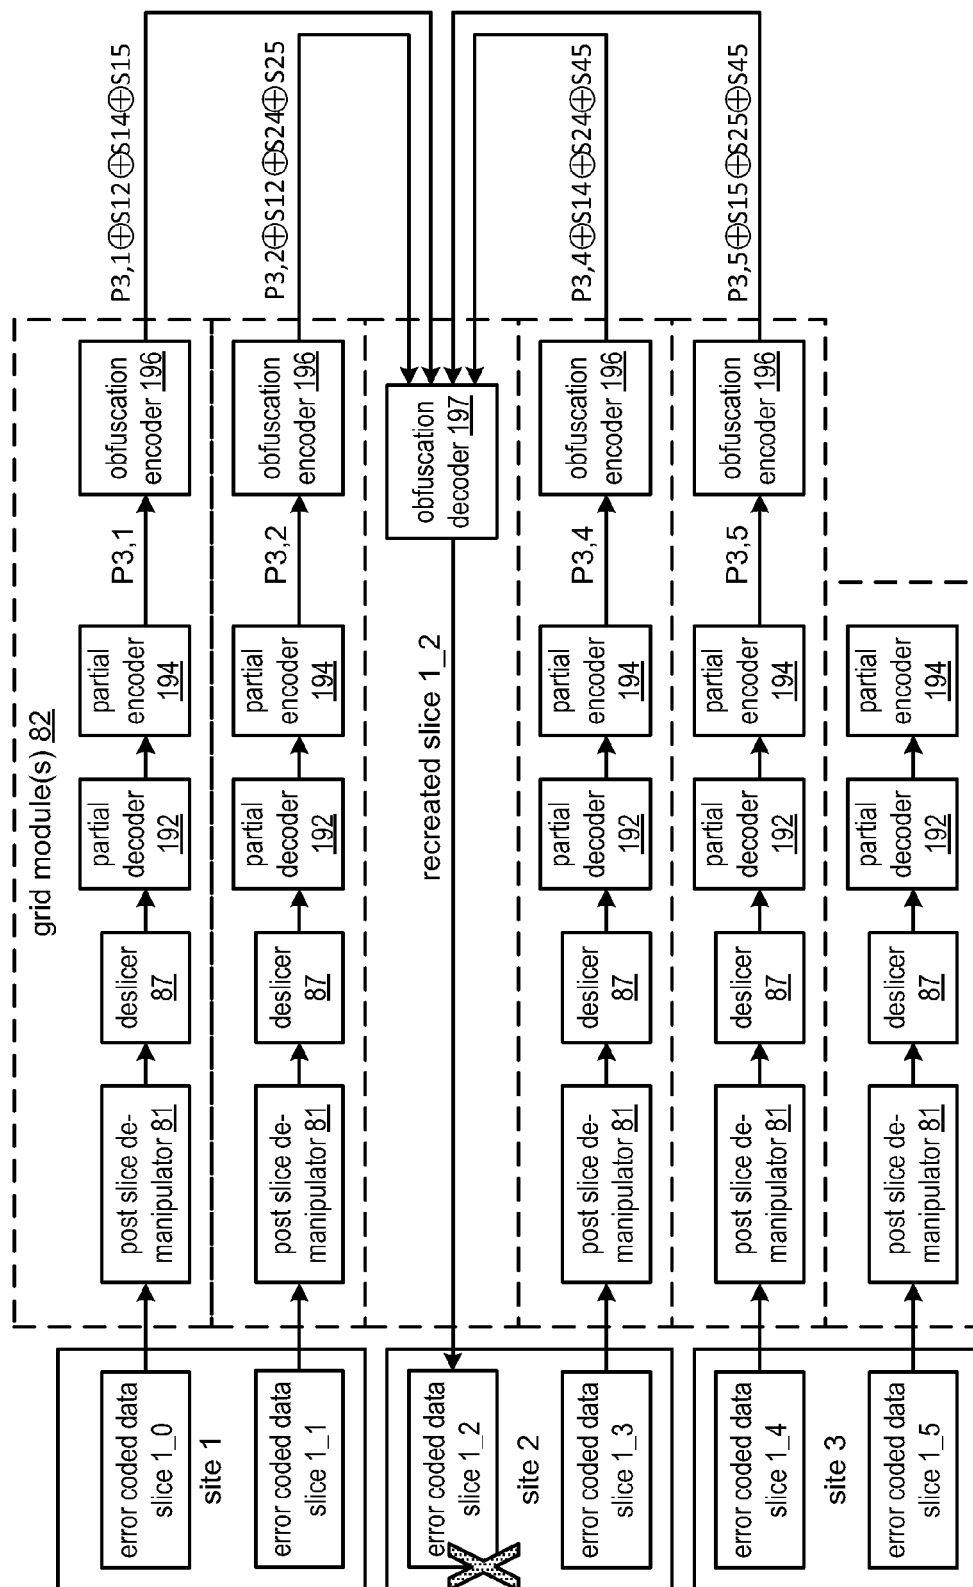 grid module(s) 82
error coded data
slice 1_0
post slice de-
manipulator 81
deslicer
87
partial
decoder
192
partial
encoder
194
P3,1
obfuscation
encoder 196
P3,1⊕S12⊕S14⊕S15
site 1
error coded data
slice 1_1
post slice de-
manipulator 81
deslicer
87
partial
decoder
192
partial
encoder
194
P3,2
obfuscation
encoder 196
P3,2⊕S12⊕S24⊕S25
error coded data
slice 1_2
recreated slice 1_2
obfuscation
decoder 197
site 2
error coded data
slice 1_3
post slice de-
manipulator 81
deslicer
87
partial
decoder
192
partial
encoder
194
P3,4
obfuscation
encoder 196
P3,4⊕S14⊕S24⊕S45
error coded data
slice 1_4
post slice de-
manipulator 81
deslicer
87
partial
decoder
192
partial
encoder
194
P3,5
obfuscation
encoder 196
P3,5⊕S15⊕S25⊕S45
site 3
error coded data
slice 1_5
post slice de-
manipulator 81
deslicer
87
partial
decoder
192
partial
encoder
194